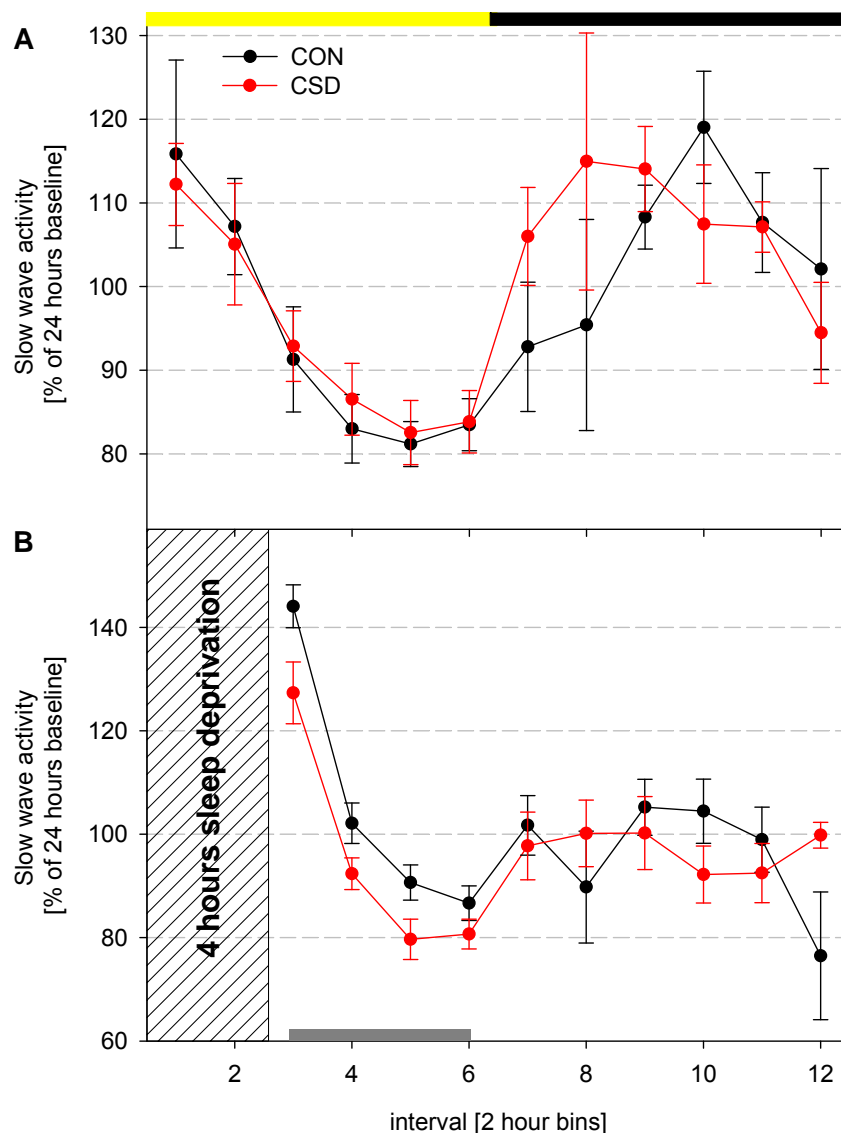 A
130
CON
CSD
120
110
100
90
80
Slow wave activity
[% of 24 hours baseline]
B
140
120
100
80
60
Slow wave activity
[% of 24 hours baseline]
4 hours sleep deprivation
2 4 6 8 10 12
interval [2 hour bins]